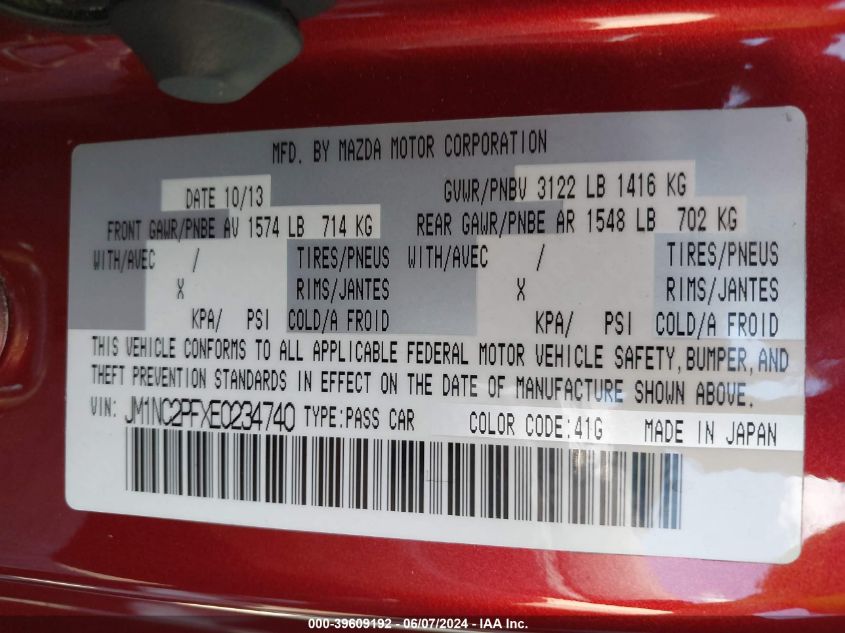 MFD. BY MAZDA MOTOR CORPORATION
DATE 10/13 GVWR/PNBV 3122 LB 1416 KG
FRONT GAWR/PNBE AV 1574 LB 714 KG REAR GAWR/PNBE AR 1548 LB 702 KG
WITH/AVEC / TIRES/PNEUS WITH/AVEC / TIRES/PNEUS
X RIMS/JANTES X RIMS/JANTES
KPA/ PSI COLD/A FROID KPA/ PSI COLD/A FROID
THIS VEHICLE CONFORMS TO ALL APPLICABLE FEDERAL MOTOR VEHICLE SAFETY, BUMPER, AND
THEFT PREVENTION STANDARDS IN EFFECT ON THE DATE OF MANUFACTURE SHOWN ABOVE.
VIN: JM1NC2PFXE0234740 TYPE:PASS CAR COLOR CODE:41G MADE IN JAPAN
000-39609192 - 06/07/2024 - IAA Inc.